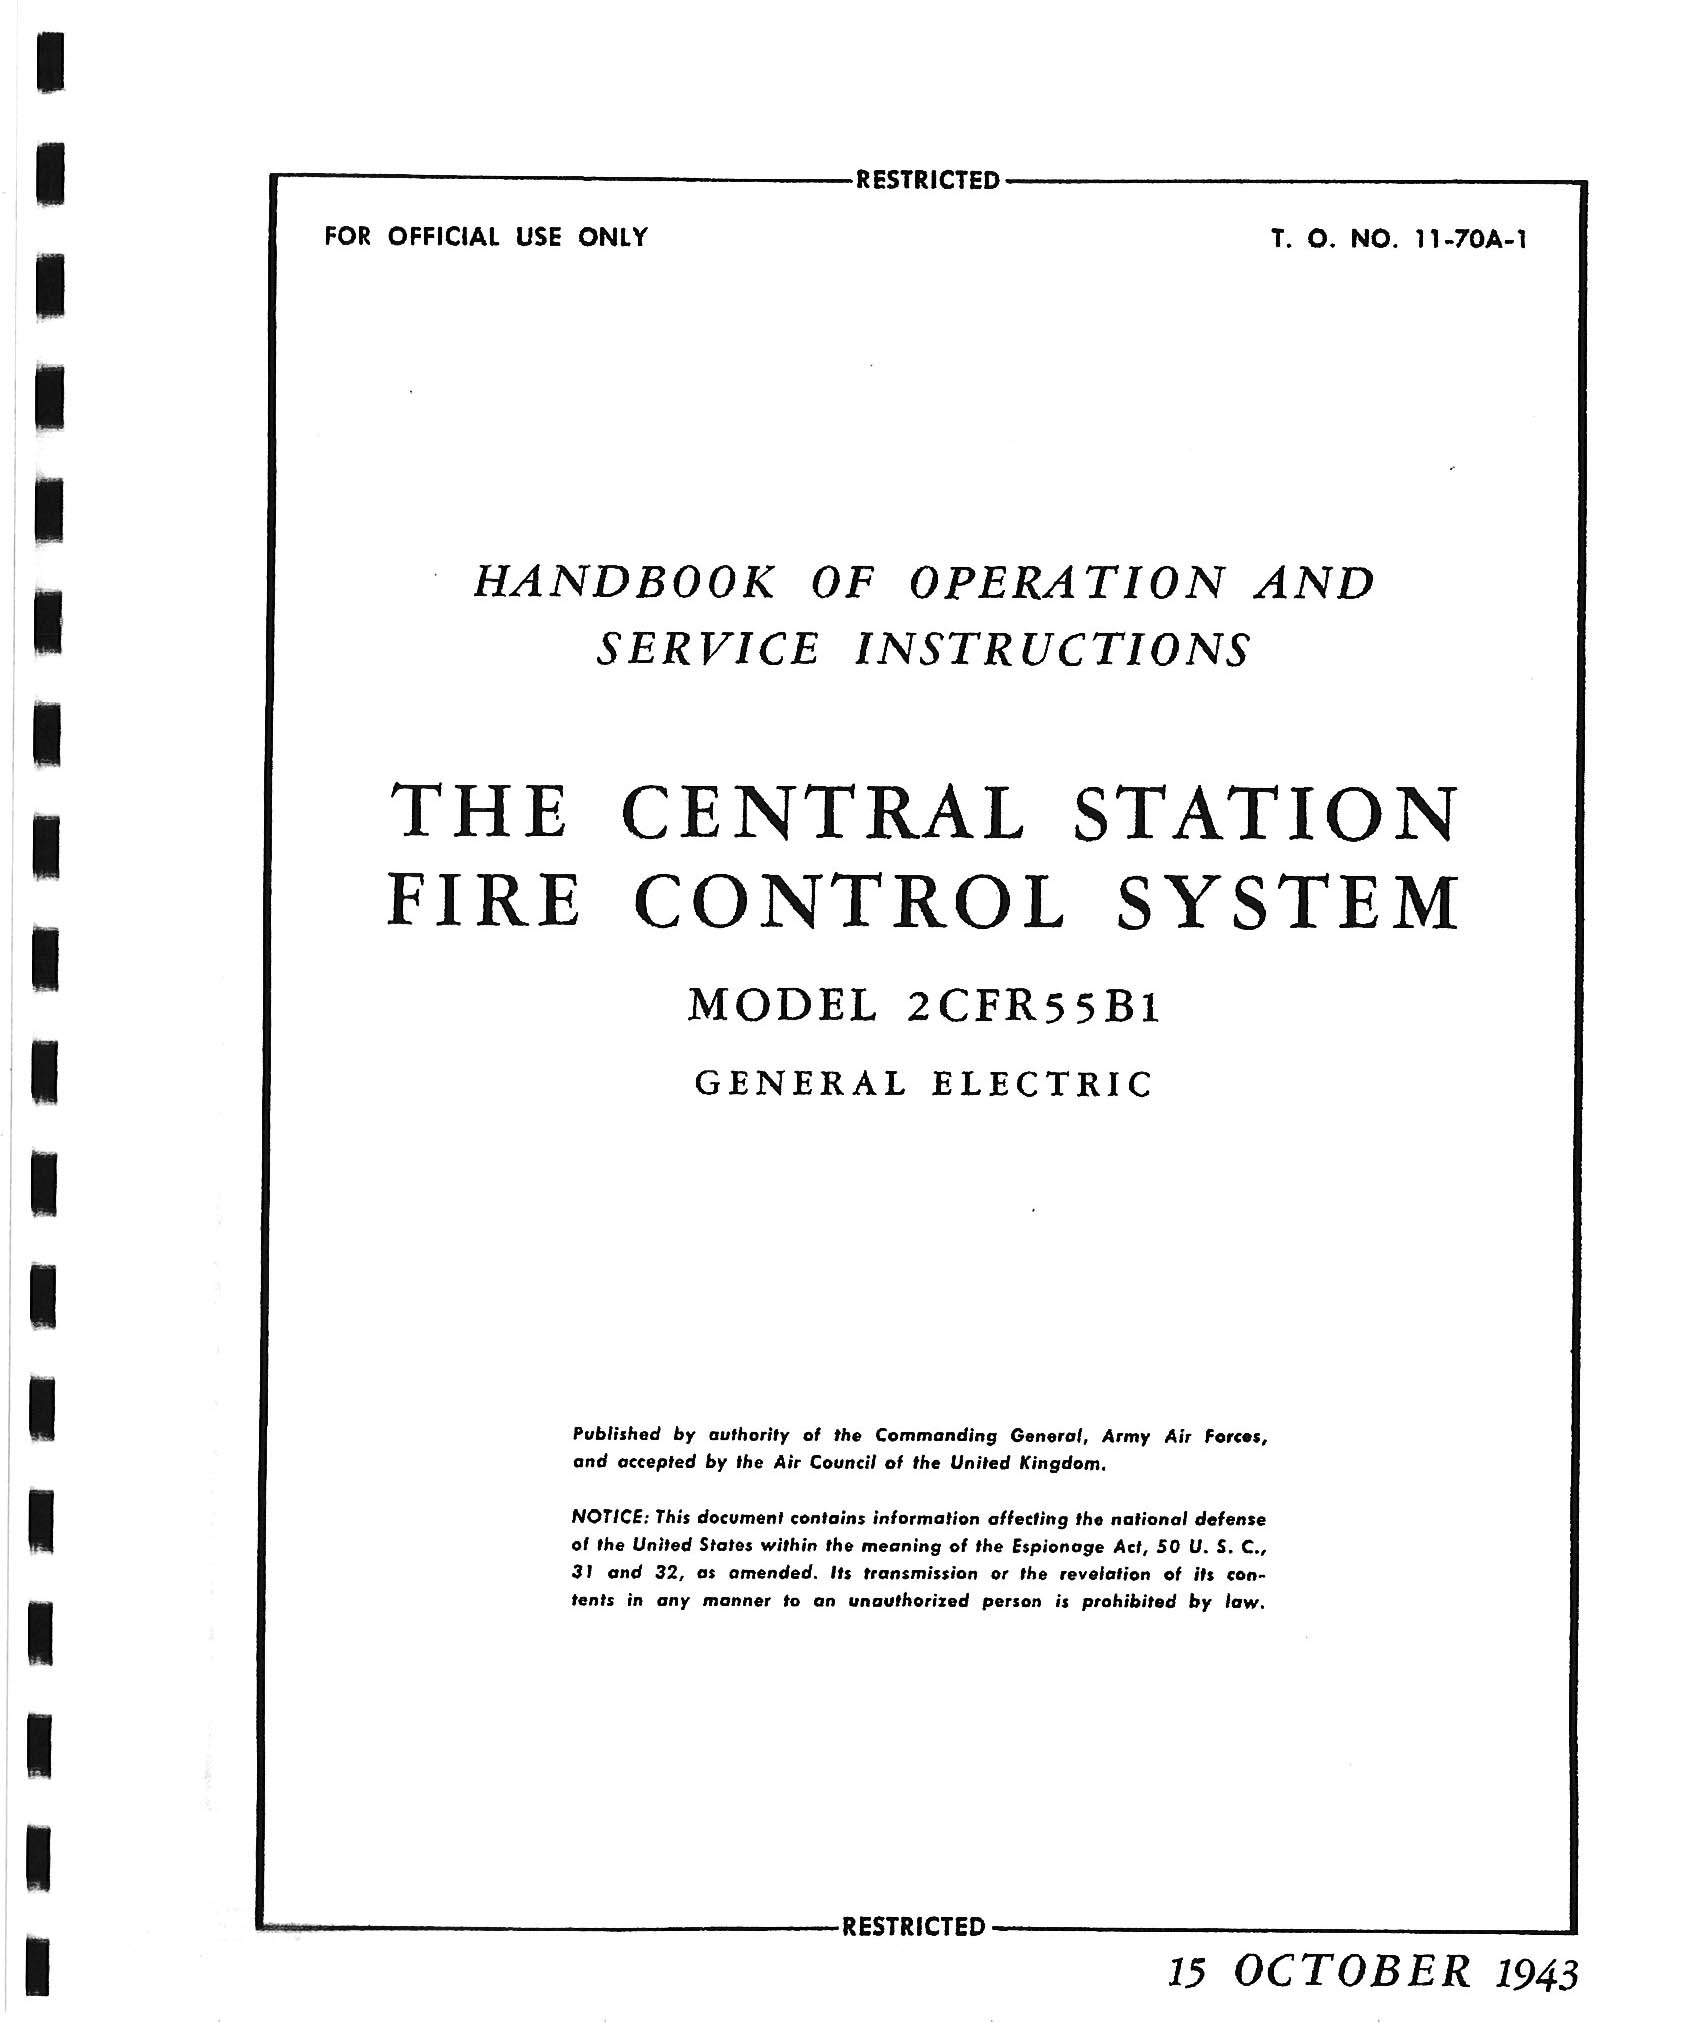 RESTRICTED
FOR OFFICIAL USE ONLY
T. O. NO. 11-70A-1
HANDBOOK OF OPERATION AND
SERVICE INSTRUCTIONS
THE CENTRAL STATION
FIRE CONTROL SYSTEM
MODEL 2CFR55B1
GENERAL ELECTRIC
Published by authority of the Commanding General, Army Air Forces,
and accepted by the Air Council of the United Kingdom.
NOTICE: This document contains information affecting the national defense
of the United States within the meaning of the Espionage Act, 50 U. S. C.,
31 and 32, as amended. Its transmission or the revelation of its con-
tents in any manner to an unauthorized person is prohibited by law.
RESTRICTED
15 OCTOBER 1943